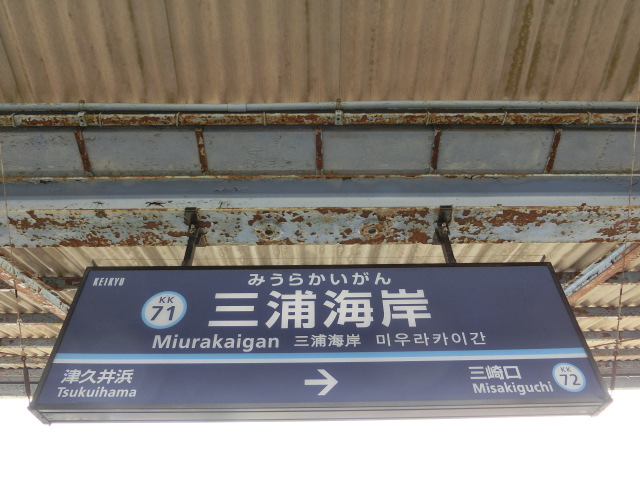 KEIKYU
みうらかいがん
KK
71
三浦海岸
Miurakaigan 三浦海岸 미우라카이간
津久井浜
Tsukuihama
→
三崎口
Misakiguchi
KK
72